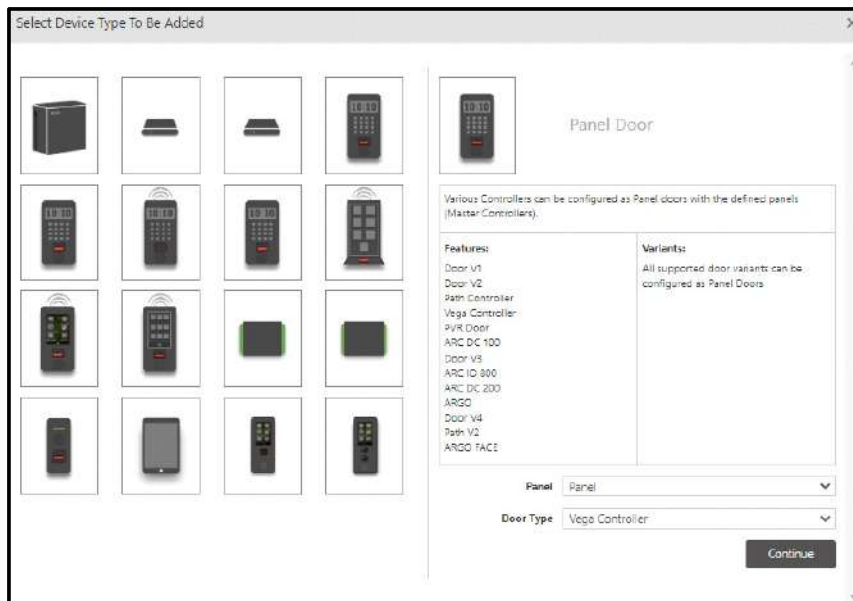 Select Device Type To Be Added
Panel Door
Various Controllers can be configured as Panel doors with the defined panels
(Master Controllers).
Features:
Door V1
Door V2
Path Controller
Vega Controller
PVR Door
ARC DC 100
Door V3
ARC IO 800
ARC DC 200
ARGO
Door V4
Path V2
ARGO FACE
Variants:
All supported door variants can be
configured as Panel Doors
Panel Panel
Door Type Vega Controller
Continue